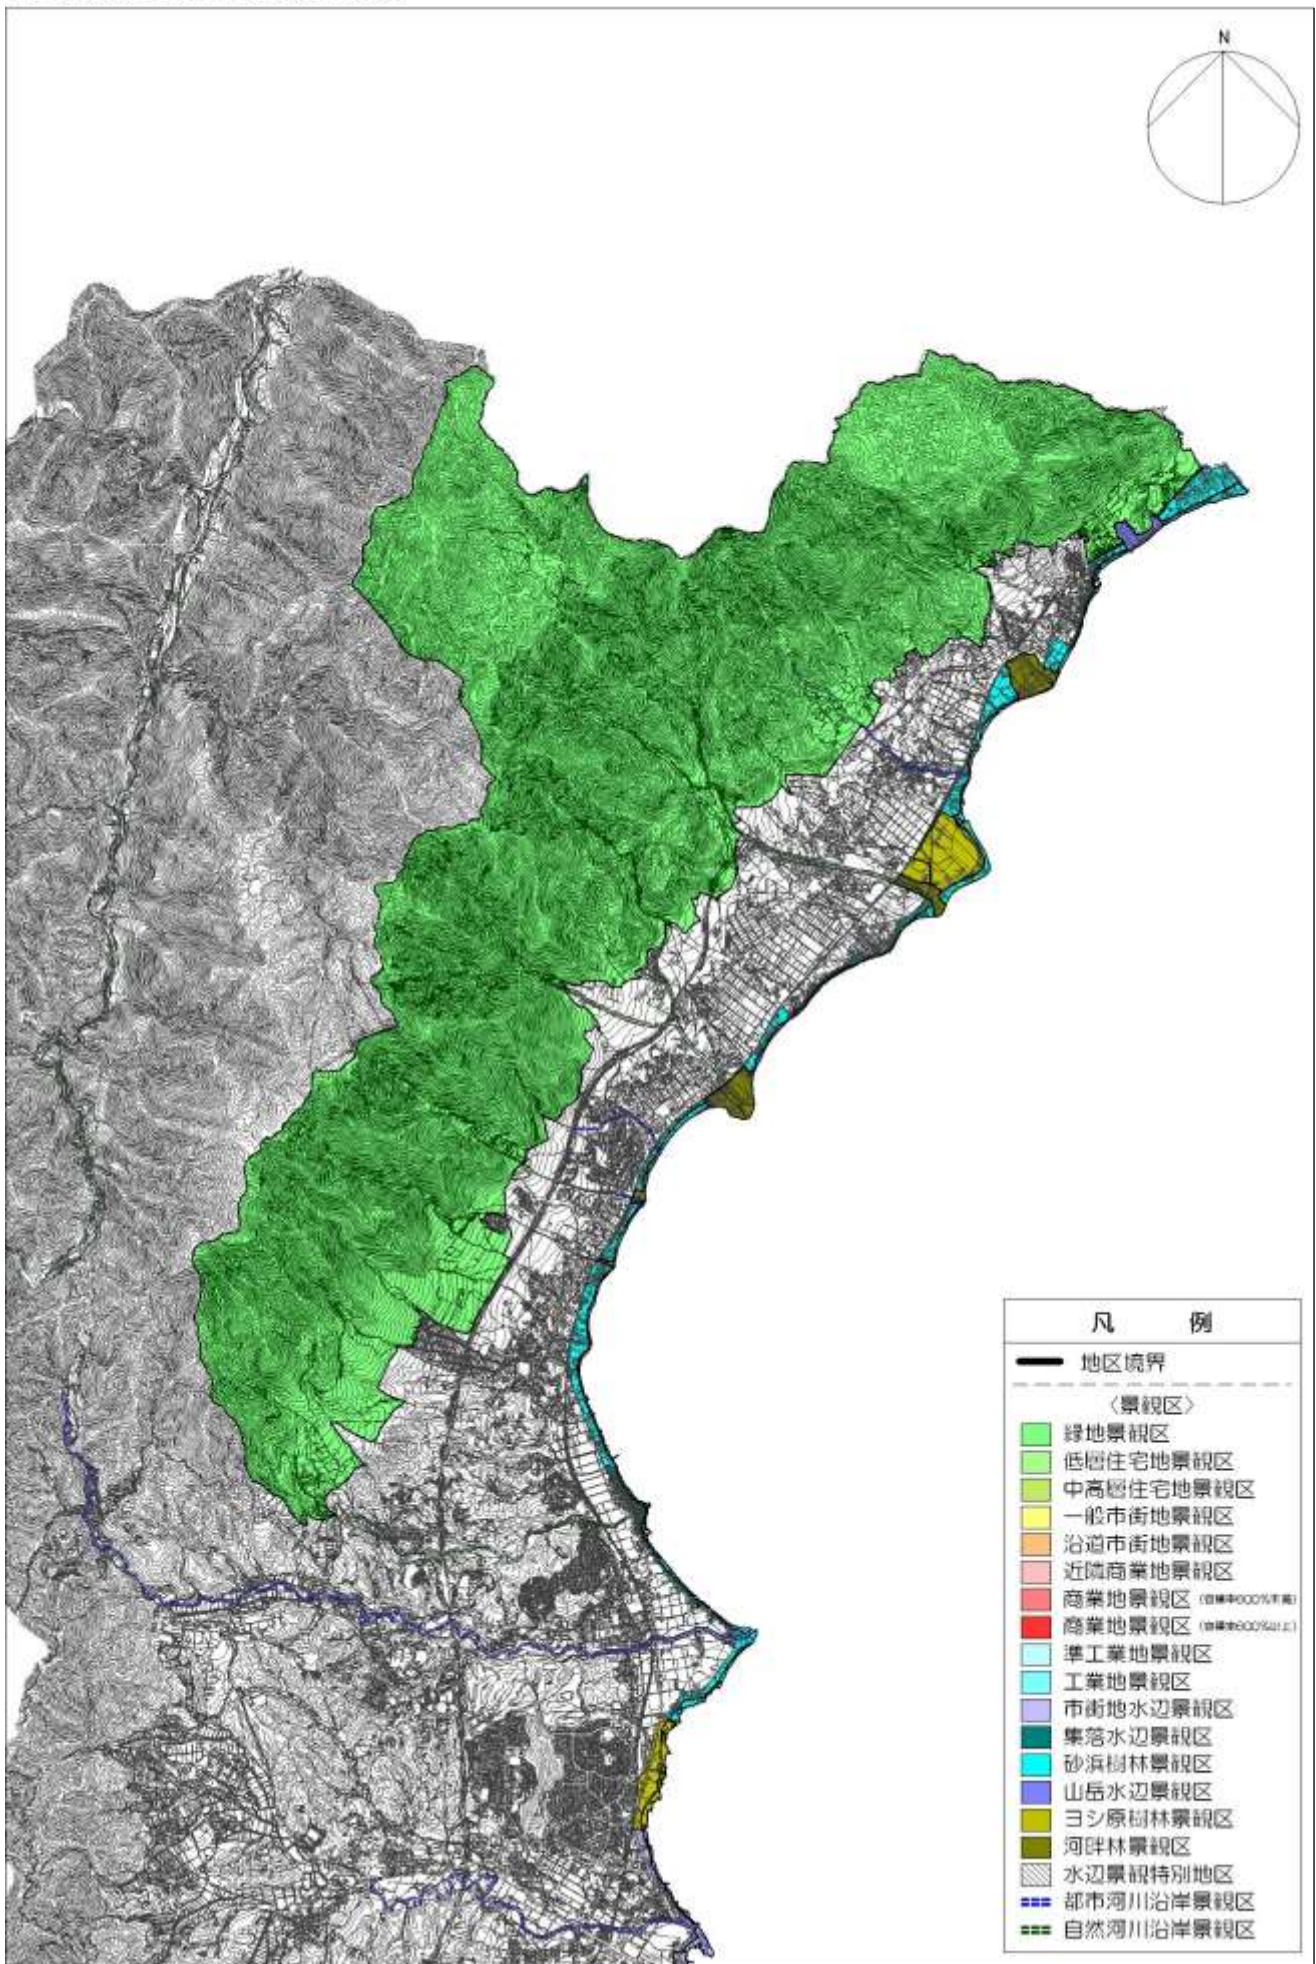 N
凡 例
地区境界
〈景観区〉
緑地景観区
低層住宅地景観区
中高層住宅地景観区
一般市街地景観区
沿道市街地景観区
近隣商業地景観区
商業地景観区
商業地景観区
準工業地景観区
工業地景観区
市街地水辺景観区
集落水辺景観区
砂浜樹林景観区
山岳水辺景観区
ヨシ原樹林景観区
河畔林景観区
水辺景観特別地区
都市河川沿岸景観区
自然河川沿岸景観区